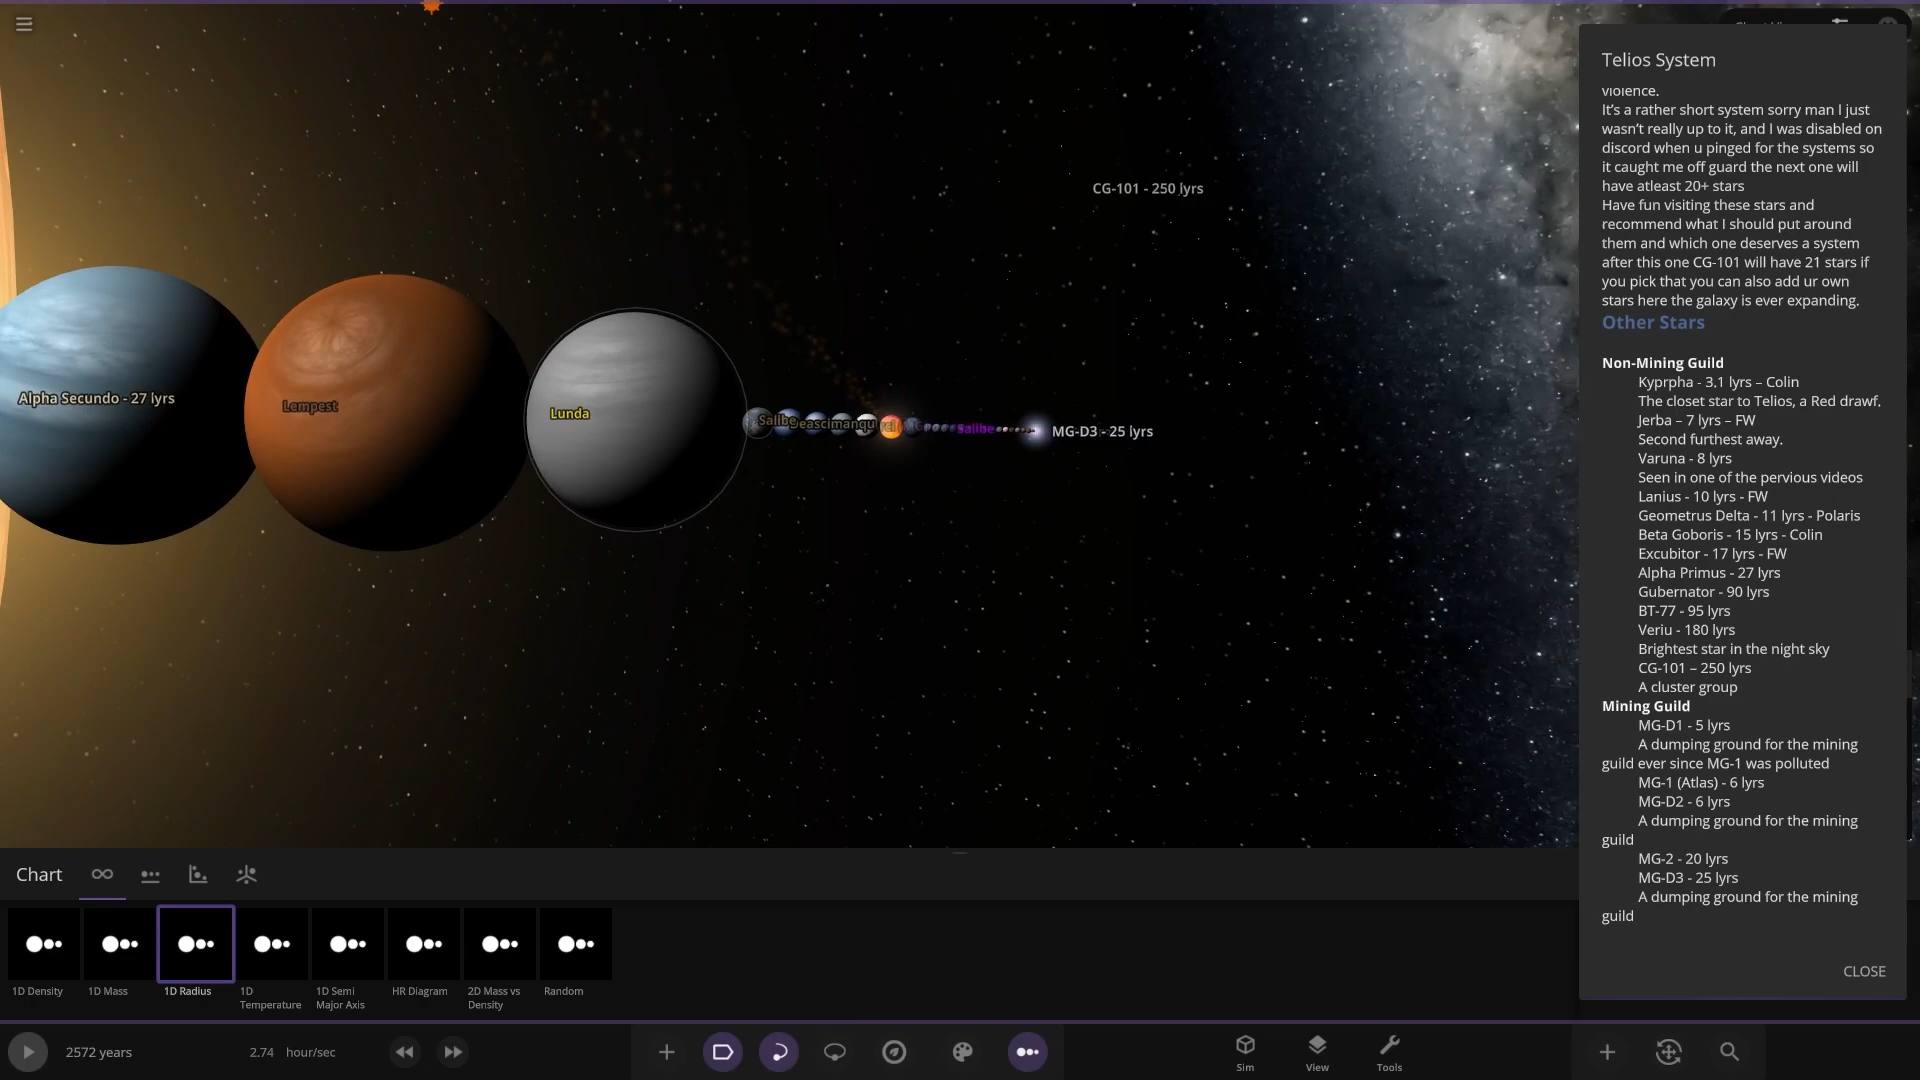 Telios System
violence.
It's a rather short system sorry man I just
wasn't really up to it, and I was disabled on
discord when u pinged for the systems so
it caught me off guard the next one will
have atleast 20+ stars
Have fun visiting these stars and
recommend what I should put around
them and which one deserves a system
after this one CG-101 will have 21 stars if
you pick that you can also add ur own
stars here the galaxy is ever expanding.
Other Stars
Non-Mining Guild
Kyprpha - 3.1 lyrs – Colin
The closet star to Telios, a Red drawf.
Jerba – 7 lyrs – FW
Second furthest away.
Varuna - 8 lyrs
Seen in one of the pervious videos
Lanius - 10 lyrs - FW
Geometrus Delta - 11 lyrs - Polaris
Beta Goboris - 15 lyrs - Colin
Excubitor - 17 lyrs - FW
Alpha Primus - 27 lyrs
Gubernator - 90 lyrs
BT-77 - 95 lyrs
Veriu - 180 lyrs
Brightest star in the night sky
CG-101 – 250 lyrs
A cluster group
Mining Guild
MG-D1 - 5 lyrs
A dumping ground for the mining
guild ever since MG-1 was polluted
MG-1 (Atlas) - 6 lyrs
MG-D2 - 6 lyrs
A dumping ground for the mining
guild
MG-2 - 20 lyrs
MG-D3 - 25 lyrs
A dumping ground for the mining
guild
CLOSE
CG-101 - 250 lyrs
Alpha Secundo - 27 lyrs
Lempest
Lunda
Salibe
Salibe
MG-D3 - 25 lyrs
Chart
1D Density
1D Mass
1D Radius
1D
Temperature
1D Semi
Major Axis
HR Diagram
2D Mass vs
Density
Random
2572 years
2.74 hour/sec
Sim
View
Tools